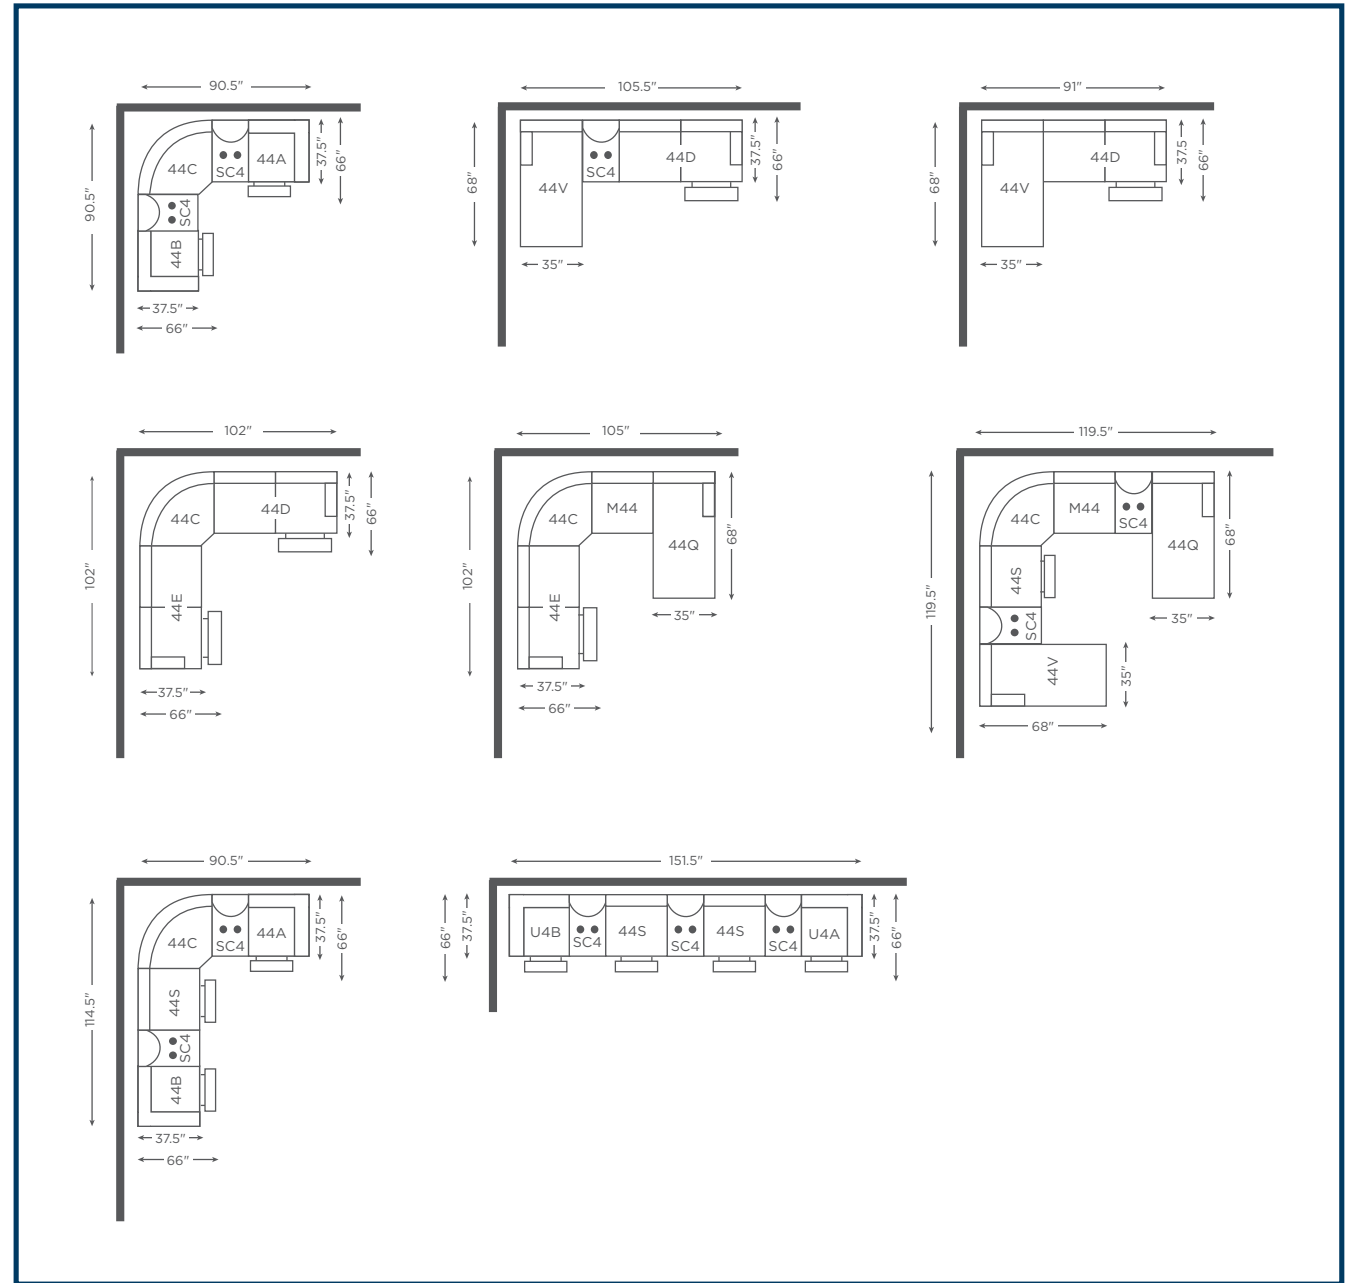 90.5"
90.5"
44C
SC4
44A
37.5"
66"
SC4
44B
37.5"
66"
105.5"
68"
44V
SC4
44D
37.5"
66"
35"
91"
68"
44V
44D
37.5
66"
35"
102"
102"
44C
44D
37.5"
66"
44E
37.5"
66"
105"
102"
44C
M44
44Q
68"
44E
35"
37.5"
66"
119.5"
119.5"
44C
M44
SC4
44Q
68"
44S
SC4
35"
44V
35"
68"
90.5"
114.5"
44C
SC4
44A
37.5"
66"
44S
SC4
44B
37.5"
66"
151.5"
66"
37.5"
U4B
SC4
44S
SC4
44S
SC4
U4A
37.5"
66"